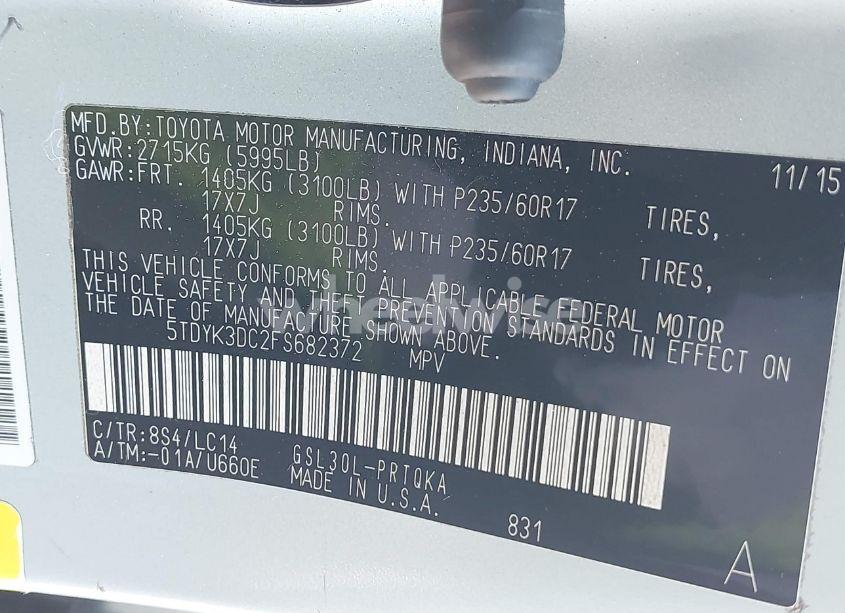 MFD.BY:TOYOTA MOTOR MANUFACTURING, INDIANA, INC. 11/15
GVWR:2715KG (5995LB)
GAWR:FRT. 1405KG (3100LB) WITH P235/60R17 TIRES,
17X7J RIMS.
RR. 1405KG (3100LB) WITH P235/60R17 TIRES,
17X7J RIMS.
THIS VEHICLE CONFORMS TO ALL APPLICABLE FEDERAL MOTOR
VEHICLE SAFETY AND THEFT PREVENTION STANDARDS IN EFFECT ON
THE DATE OF MANUFACTURE SHOWN ABOVE.
5TDYK3DC2FS682372 MPV
C/TR:8S4/LC14 GSL30L-PRTQKA
A/TM:-01A/U660E MADE IN U.S.A.
831
A
wheelwise